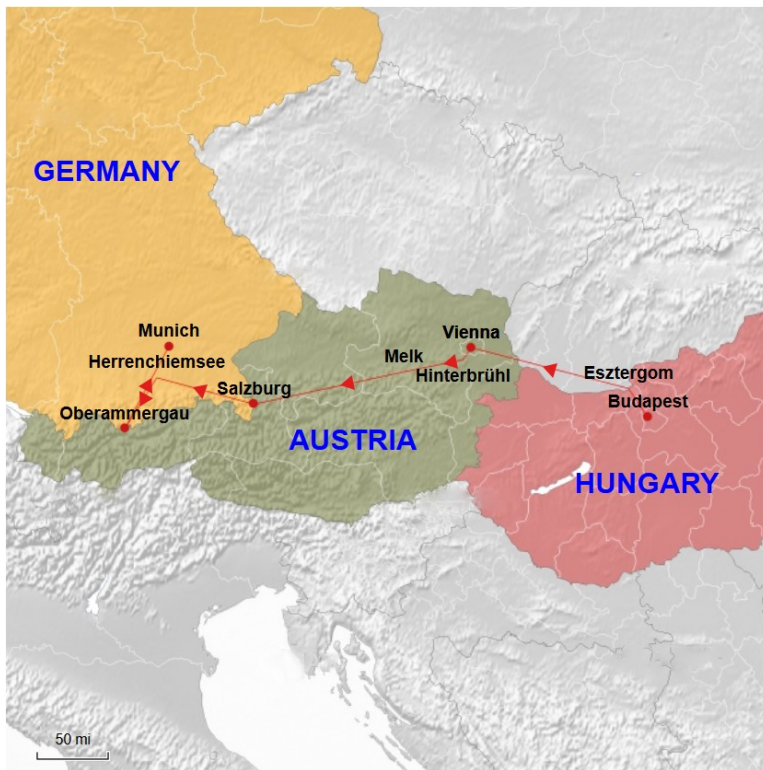 GERMANY
Munich
Vienna
Melk
Herrenchiemsee
Hinterbrühl
Esztergom
Salzburg
Budapest
Oberammergau
AUSTRIA
HUNGARY
50 mi